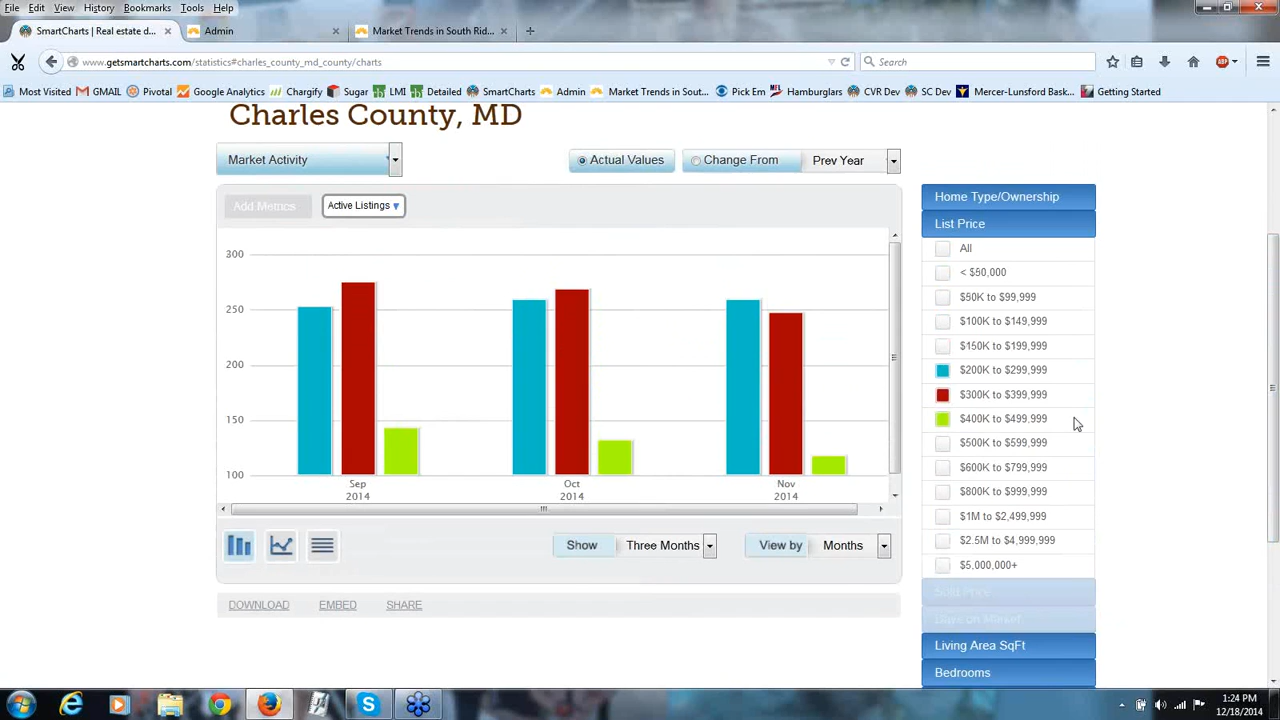 File Edit View History Bookmarks Tools Help
SmartCharts | Real estate d... × Admin × Market Trends in South Rid... × +
www.getsmartcharts.com/statistics#charles_county_md_county/charts Search
Most Visited GMAIL Pivotal Google Analytics Chargify Sugar LMI Detailed SmartCharts Admin Market Trends in Sou... Pick Em Hamburglars CVR Dev SC Dev Mercer-Lunsford Bask... Getting Started
Charles County, MD
Market Activity Actual Values Change From Prev Year
Add Metrics Active Listings
300
250
200
150
100
Sep
2014
Oct
2014
Nov
2014
Show Three Months View by Months
DOWNLOAD EMBED SHARE
Home Type/Ownership
List Price
All
< $50,000
$50K to $99,999
$100K to $149,999
$150K to $199,999
$200K to $299,999
$300K to $399,999
$400K to $499,999
$500K to $599,999
$600K to $799,999
$800K to $999,999
$1M to $2,499,999
$2.5M to $4,999,999
$5,000,000+
Sold Price
Days on Market
Living Area SqFt
Bedrooms
1:24 PM
12/18/2014